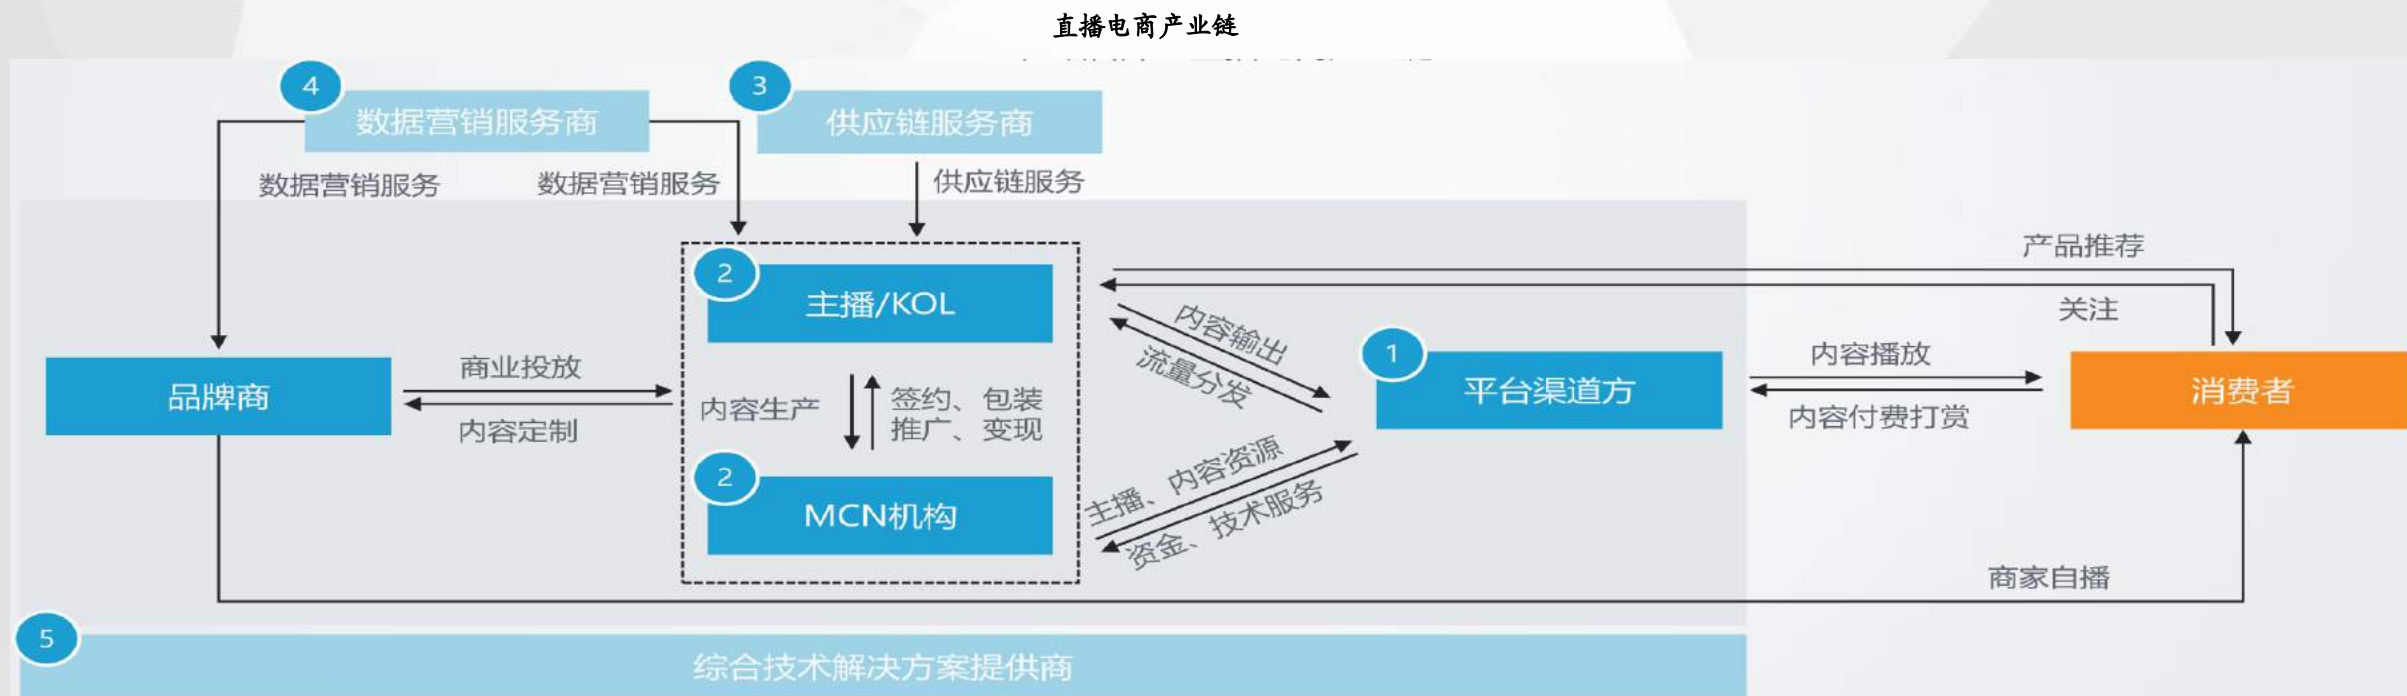 直播电商产业链
4
数据营销服务商
3
供应链服务商
数据营销服务
数据营销服务
供应链服务
产品推荐
关注
2
主播/KOL
内容输出
流量分发
1
平台渠道方
内容播放
内容付费打赏
消费者
品牌商
商业投放
内容定制
内容生产
签约、包装
推广、变现
2
MCN机构
主播、内容资源
资金、技术服务
商家自播
5
综合技术解决方案提供商